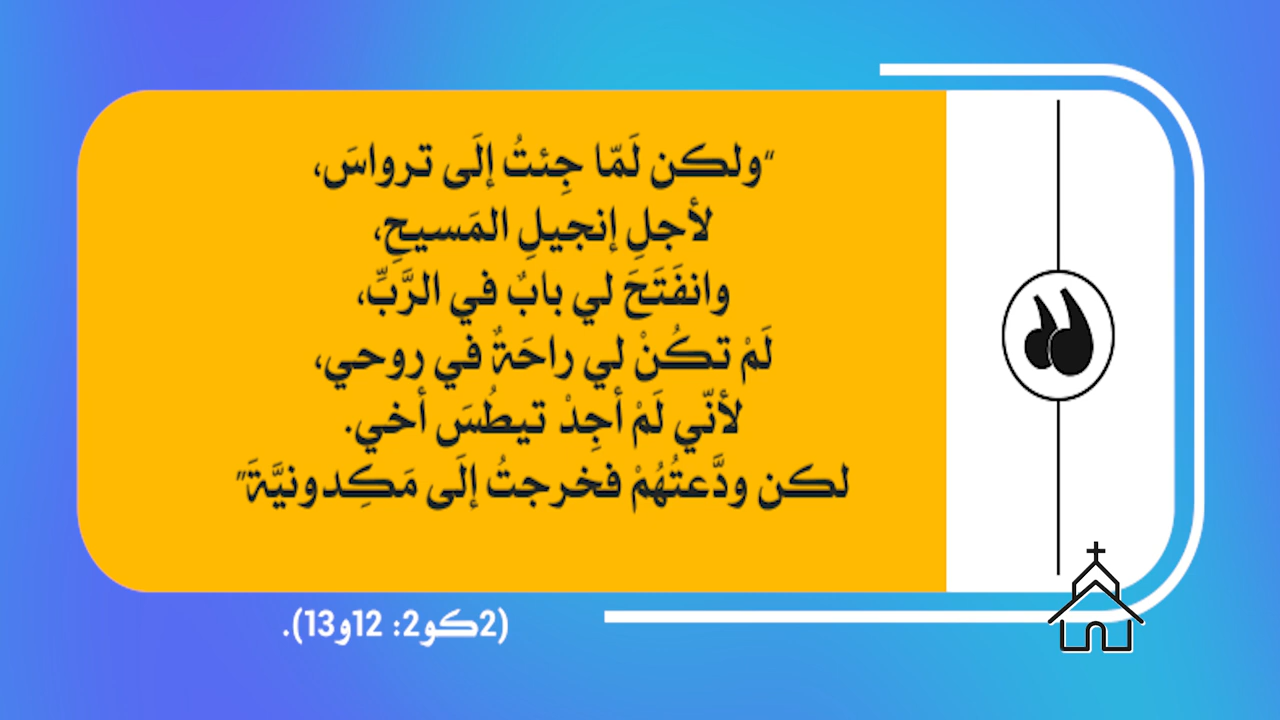 “ولكن لَمّا جِئتُ إلَى ترواسَ،
لأجلِ إنجيلِ المَسيحِ،
وانفَتَحَ لي بابٌ في الرَّبِّ،
لَمْ تكُنْ لي راحَةٌ في روحي،
لأنّي لَمْ أجِدْ تيطُسَ أخي.
لكن ودَّعتُهُمْ فخرجتُ إلَى مَكِدونيَّةَ”
(2كو2: 12و13).